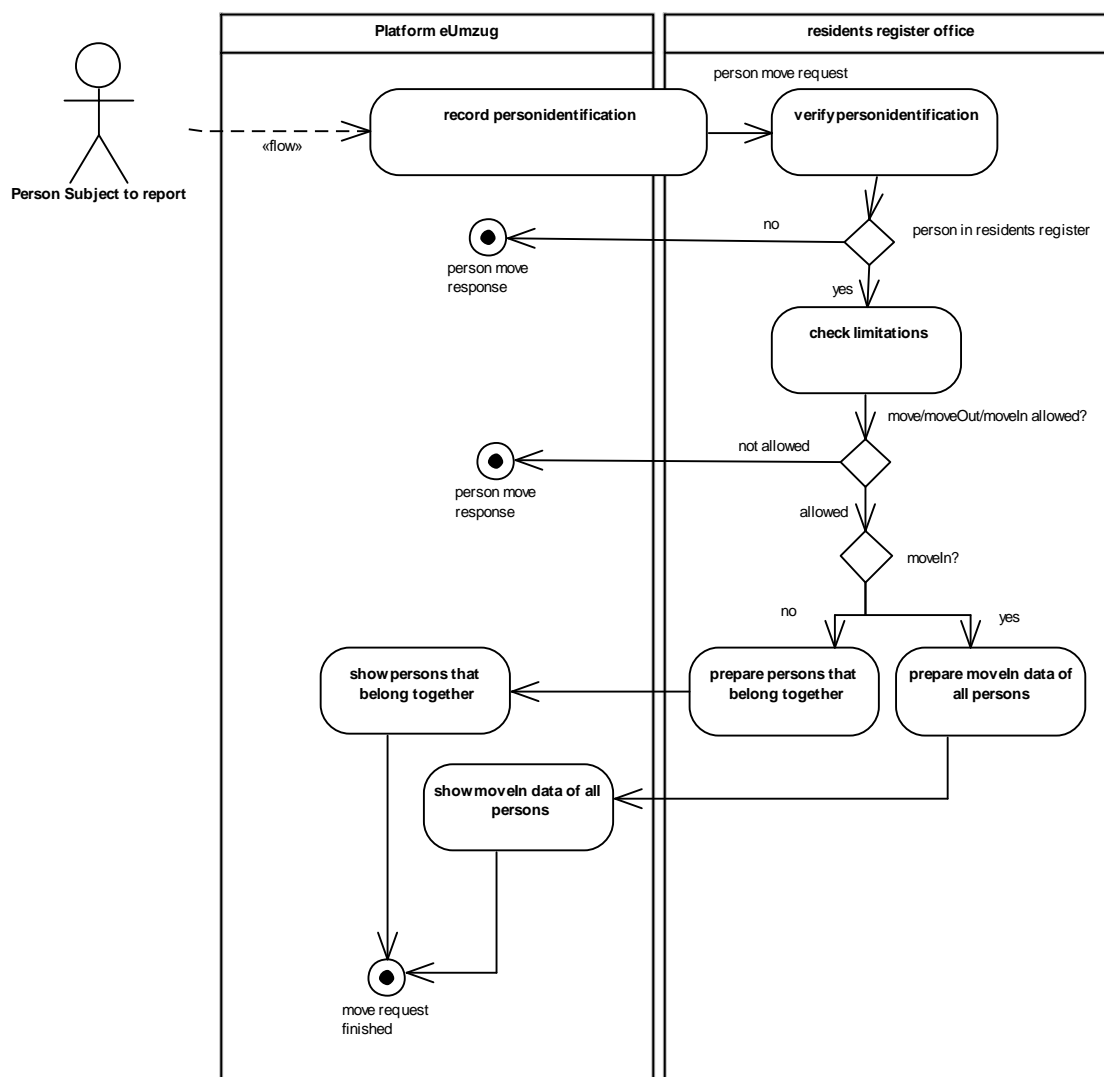 Platform eUmzug
residents register office
person move request
record personidentification
verify personidentification
«flow»
Person Subject to report
no
person in residents register
person move
response
yes
check limitations
move/moveOut/moveIn allowed?
not allowed
person move
response
allowed
moveIn?
no
yes
show persons that
belong together
prepare persons that
belong together
prepare moveIn data of
all persons
show moveIn data of all
persons
move request
finished